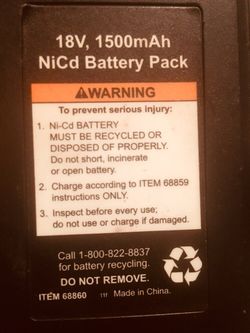 18V, 1500mAh
NiCd Battery Pack
WARNING
To prevent serious injury:
1. Ni-Cd BATTERY
MUST BE RECYCLED OR
DISPOSED OF PROPERLY.
Do not short, incinerate
or open battery.
2. Charge according to ITEM 68859
instructions ONLY.
3. Inspect before every use;
do not use or charge if damaged.
Call 1-800-822-8837
for battery recycling.
DO NOT REMOVE.
ITEM 68860 Made in China.